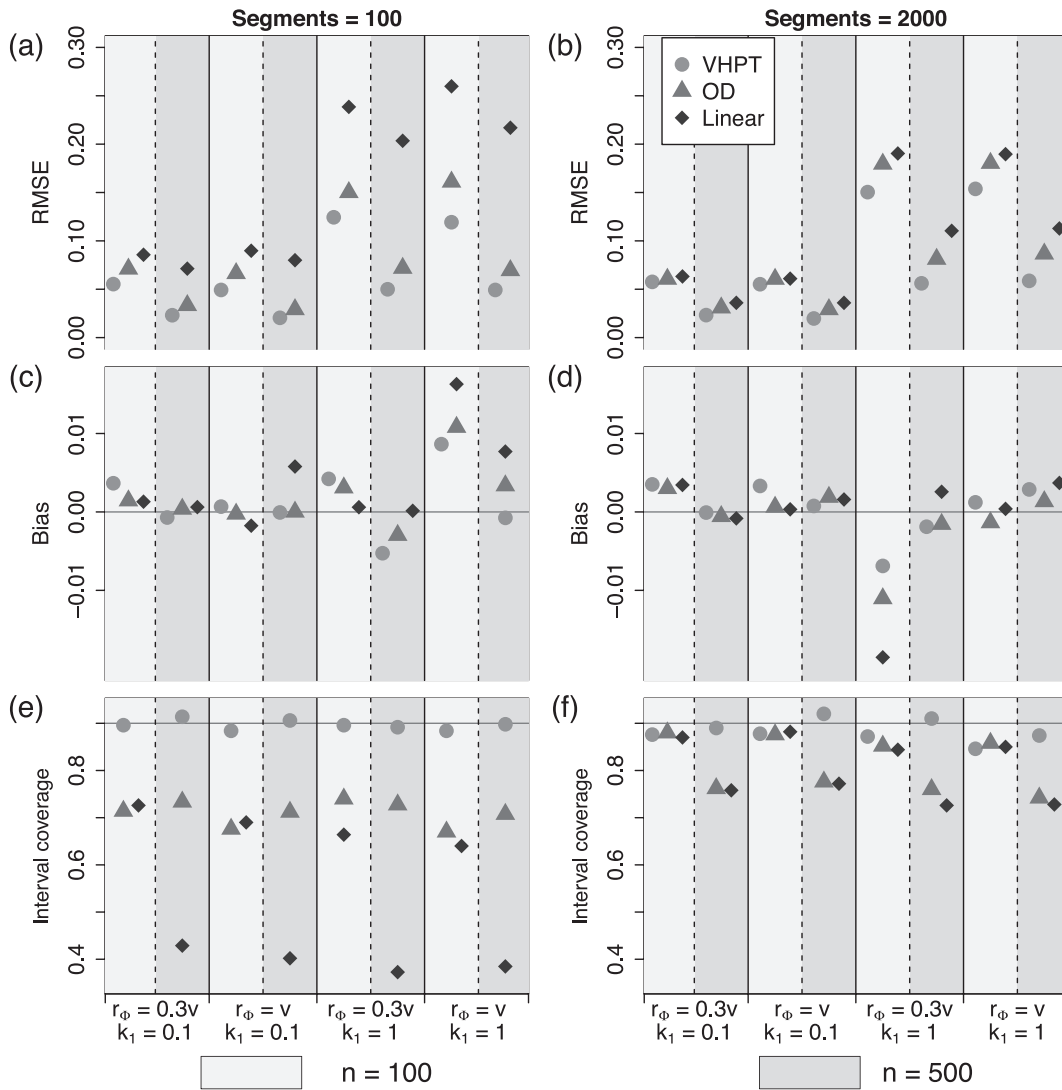 Segments = 100
Segments = 2000
(a)
(b)
0.30
0.20
0.10
0.00
RMSE
0.30
0.20
0.10
0.00
RMSE
VHPT
OD
Linear
(c)
(d)
0.01
0.00
−0.01
Bias
0.01
0.00
−0.01
Bias
(e)
(f)
0.8
0.6
0.4
Interval coverage
0.8
0.6
0.4
Interval coverage
rΦ = 0.3v rΦ = v rΦ = 0.3v rΦ = v
k1 = 0.1 k1 = 0.1 k1 = 1 k1 = 1
rΦ = 0.3v rΦ = v rΦ = 0.3v rΦ = v
k1 = 0.1 k1 = 0.1 k1 = 1 k1 = 1
n = 100
n = 500